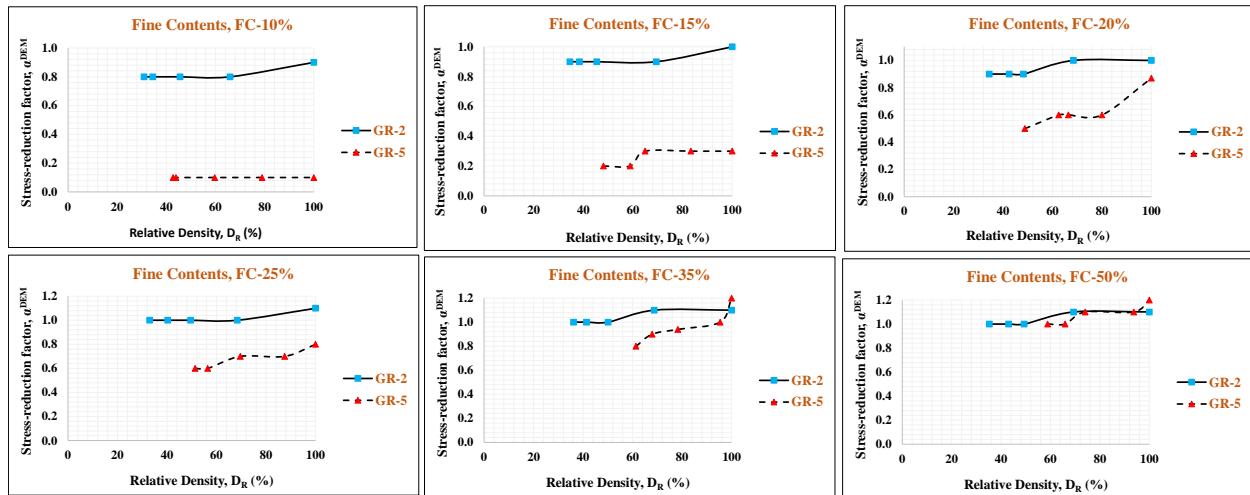 Fine Contents, FC-10%
Stress-reduction factor, α^DEM
1.0
0.8
0.6
0.4
0.2
0.0
0 20 40 60 80 100
Relative Density, D_R (%)
GR-2
GR-5
Fine Contents, FC-15%
Stress-reduction factor, α^DEM
1.0
0.8
0.6
0.4
0.2
0.0
0 20 40 60 80 100
Relative Density, D_R (%)
GR-2
GR-5
Fine Contents, FC-20%
Stress-reduction factor, α^DEM
1.0
0.8
0.6
0.4
0.2
0.0
0 20 40 60 80 100
Relative Density, D_R (%)
GR-2
GR-5
Fine Contents, FC-25%
Stress-reduction factor, α^DEM
1.2
1.0
0.8
0.6
0.4
0.2
0.0
0 20 40 60 80 100
Relative Density, D_R (%)
GR-2
GR-5
Fine Contents, FC-35%
Stress-reduction factor, α^DEM
1.2
1.0
0.8
0.6
0.4
0.2
0.0
0 20 40 60 80 100
Relative Density, D_R (%)
GR-2
GR-5
Fine Contents, FC-50%
Stress-reduction factor, α^DEM
1.2
1.0
0.8
0.6
0.4
0.2
0.0
0 20 40 60 80 100
Relative Density, D_R (%)
GR-2
GR-5